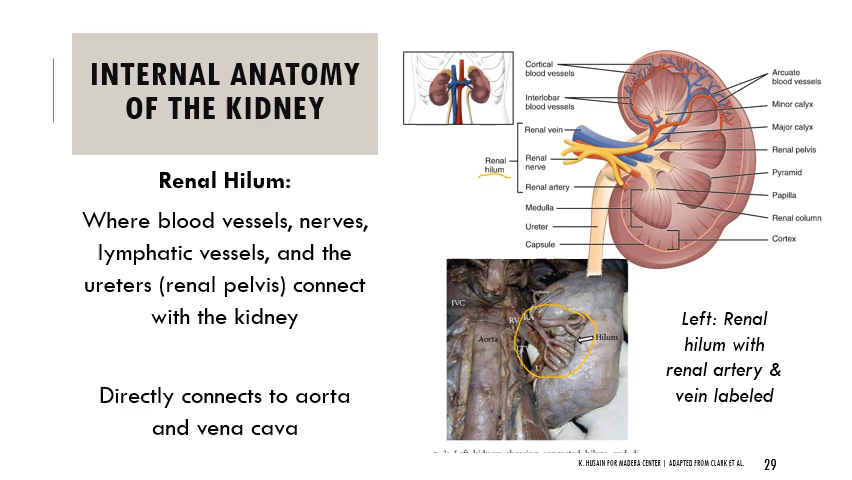 INTERNAL ANATOMY
OF THE KIDNEY
Renal Hilum:
Where blood vessels, nerves,
lymphatic vessels, and the
ureters (renal pelvis) connect
with the kidney
Directly connects to aorta
and vena cava
Cortical
blood vessels
Interlobar
blood vessels
Renal vein
Renal
hilum
Renal
nerve
Renal artery
Medulla
Ureter
Capsule
Arcuate
blood vessels
Minor calyx
Major calyx
Renal pelvis
Pyramid
Papilla
Renal column
Cortex
IVC
RV
RA
Aorta
U
Hilum
Left: Renal
hilum with
renal artery &
vein labeled
K. HUSAIN FOR MADERA CENTER | ADAPTED FROM CLARK ET AL.
29